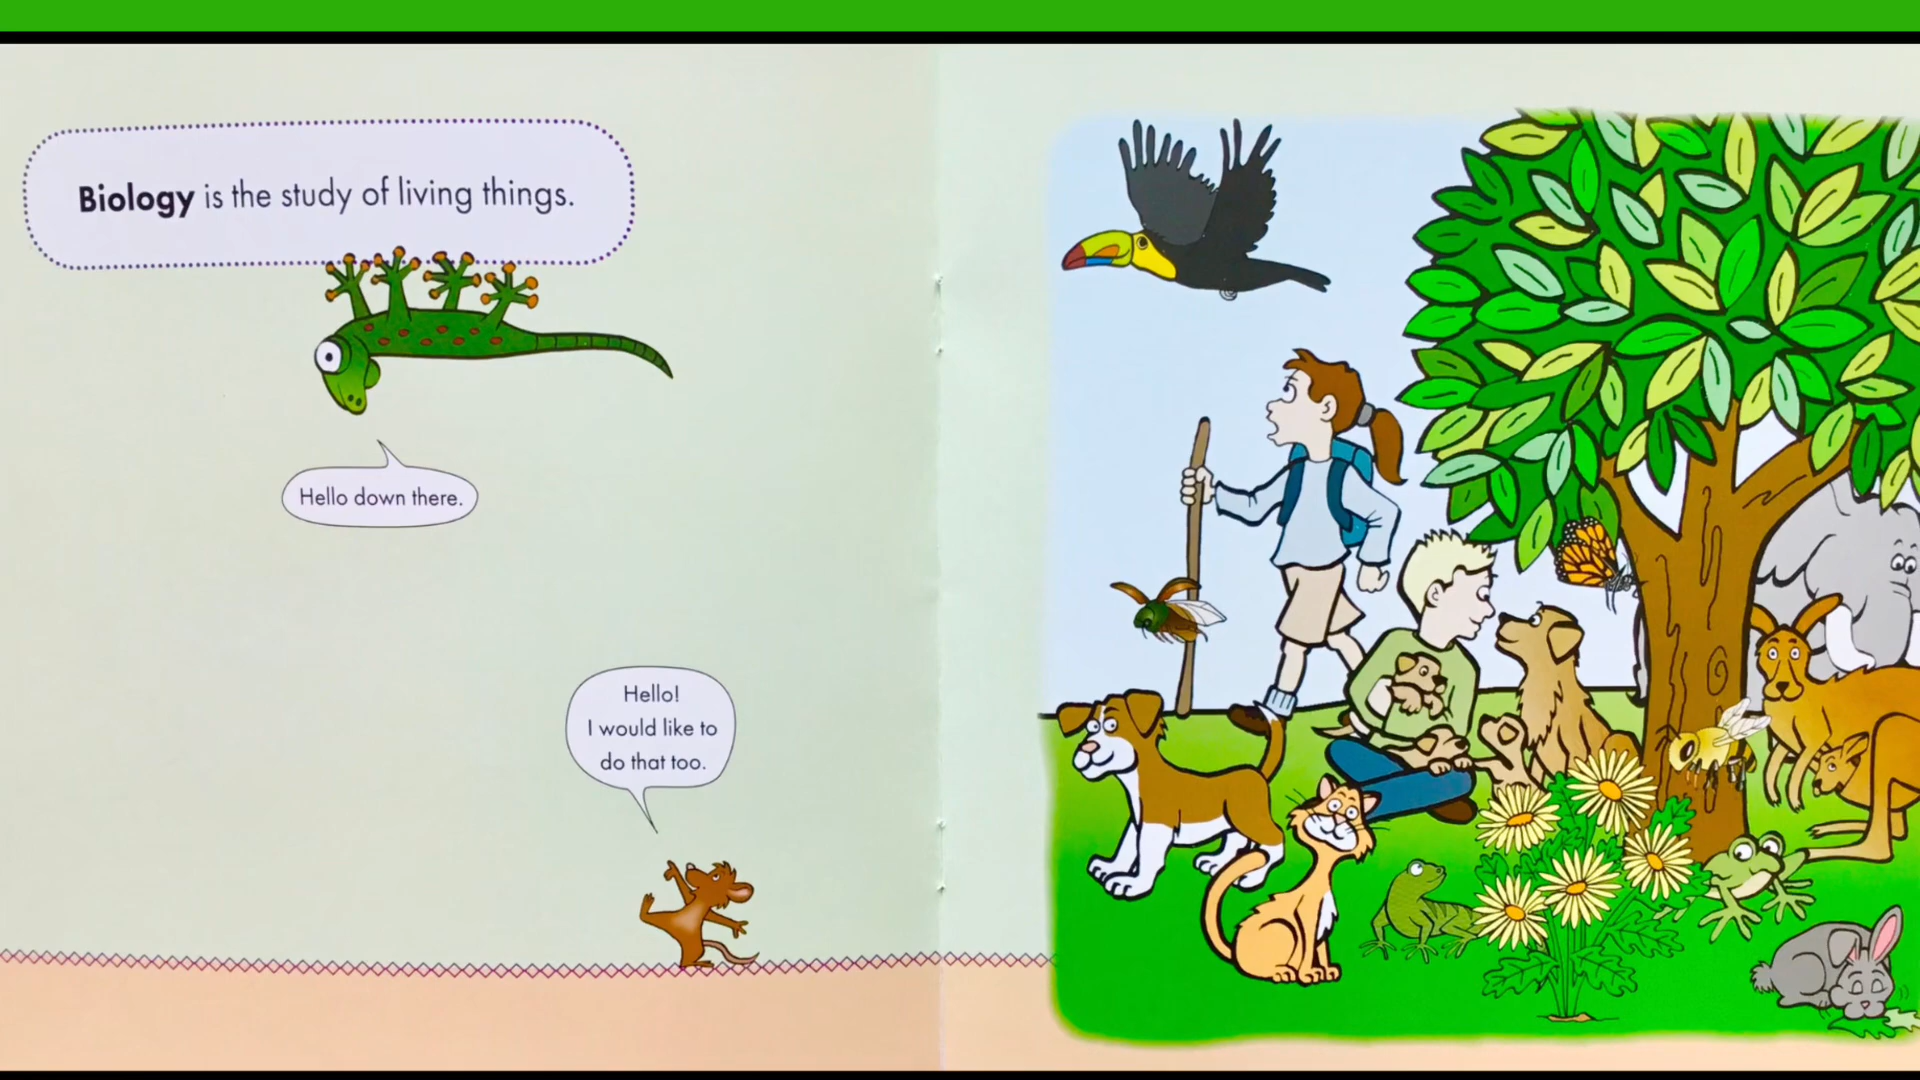 Biology is the study of living things.
Hello down there.
Hello!
I would like to
do that too.